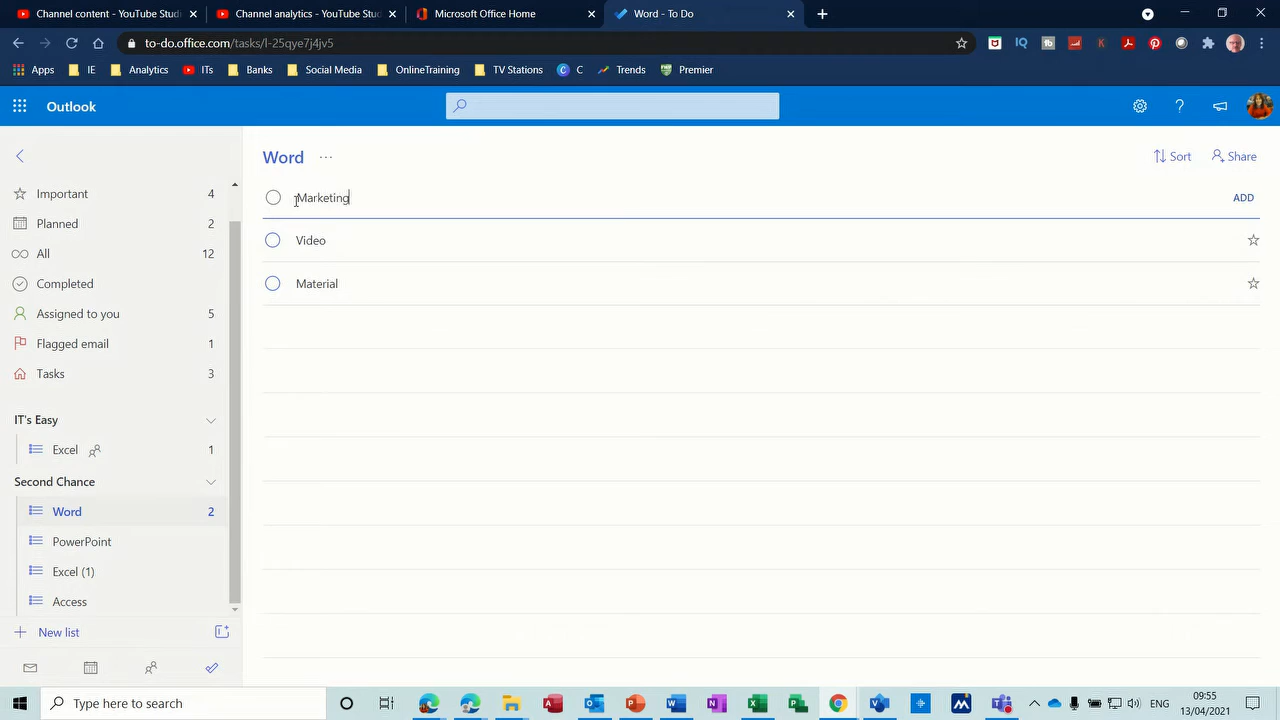 Channel content - YouTube Studi
Channel analytics - YouTube Stud
Microsoft Office Home
Word - To Do
to-do.office.com/tasks/l-25qye7j4jv5
Apps
IE
Analytics
ITs
Banks
Social Media
OnlineTraining
TV Stations
C
Trends
Premier
Outlook
Word ...
Sort
Share
Marketing
ADD
Video
Material
Important 4
Planned 2
All 12
Completed
Assigned to you 5
Flagged email 1
Tasks 3
IT's Easy
Excel 1
Second Chance
Word 2
PowerPoint
Excel (1)
Access
New list
Type here to search
ENG
09:55
13/04/2021